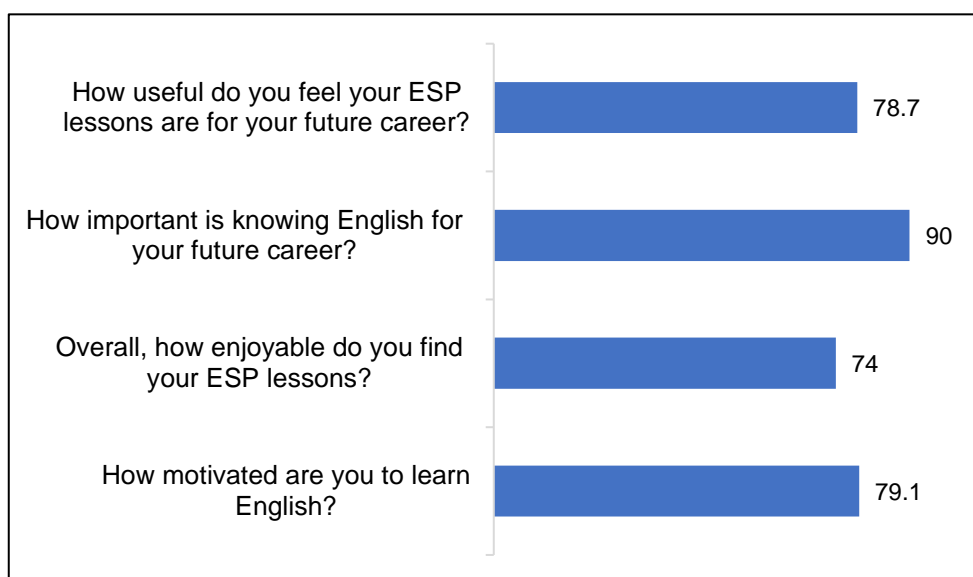 How useful do you feel your ESP
lessons are for your future career?
78.7
How important is knowing English for
your future career?
90
Overall, how enjoyable do you find
your ESP lessons?
74
How motivated are you to learn
English?
79.1